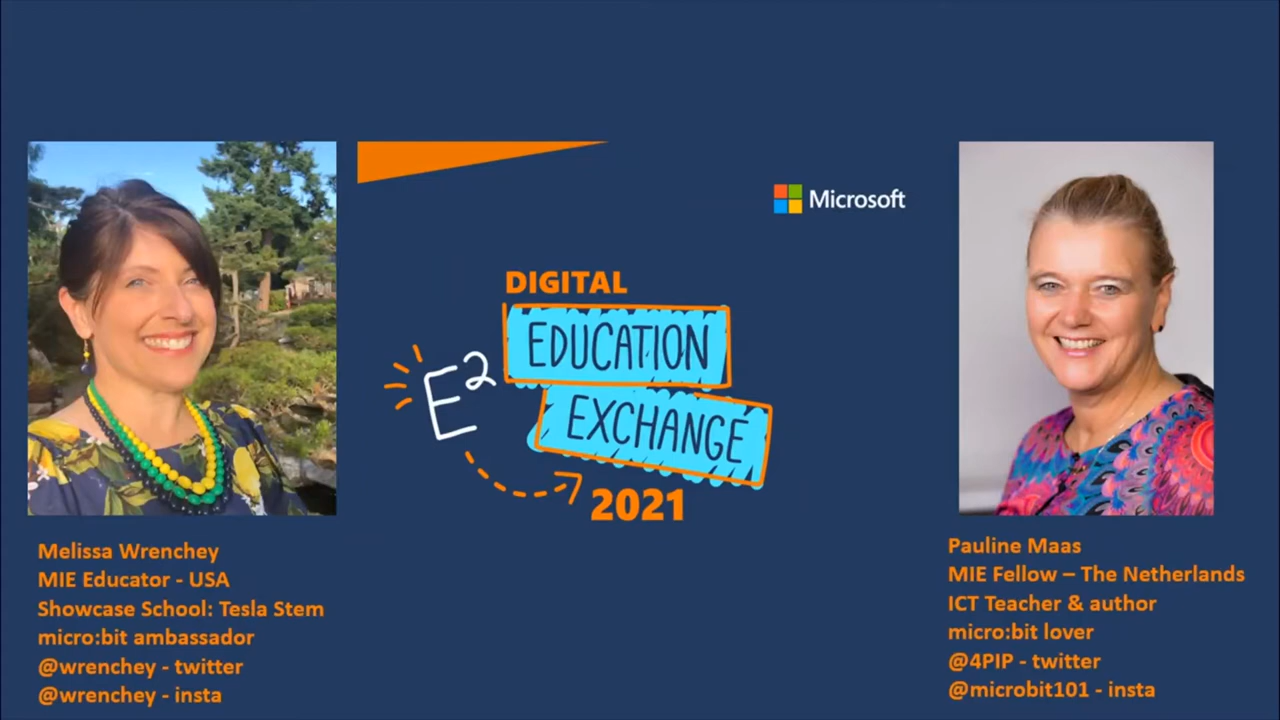 Microsoft
DIGITAL
EDUCATION
E²
EXCHANGE
2021
Melissa Wrenchey
MIE Educator - USA
Showcase School: Tesla Stem
micro:bit ambassador
@wrenchey - twitter
@wrenchey - insta
Pauline Maas
MIE Fellow – The Netherlands
ICT Teacher & author
micro:bit lover
@4PIP - twitter
@microbit101 - insta